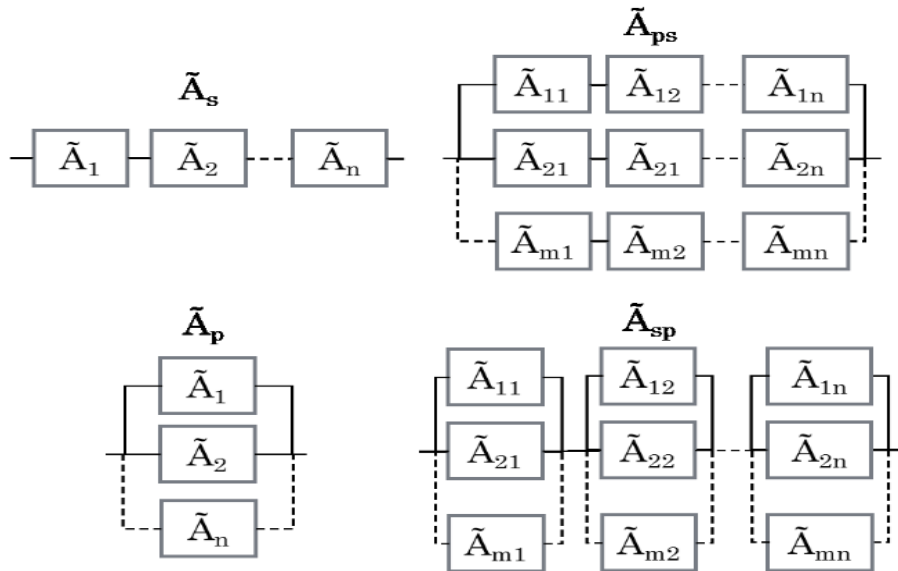 Ã_s
Ã_1 Ã_2 Ã_n
Ã_ps
Ã_11 Ã_12 Ã_1n
Ã_21 Ã_21 Ã_2n
Ã_m1 Ã_m2 Ã_mn
Ã_p
Ã_1
Ã_2
Ã_n
Ã_sp
Ã_11 Ã_12 Ã_1n
Ã_21 Ã_22 Ã_2n
Ã_m1 Ã_m2 Ã_mn